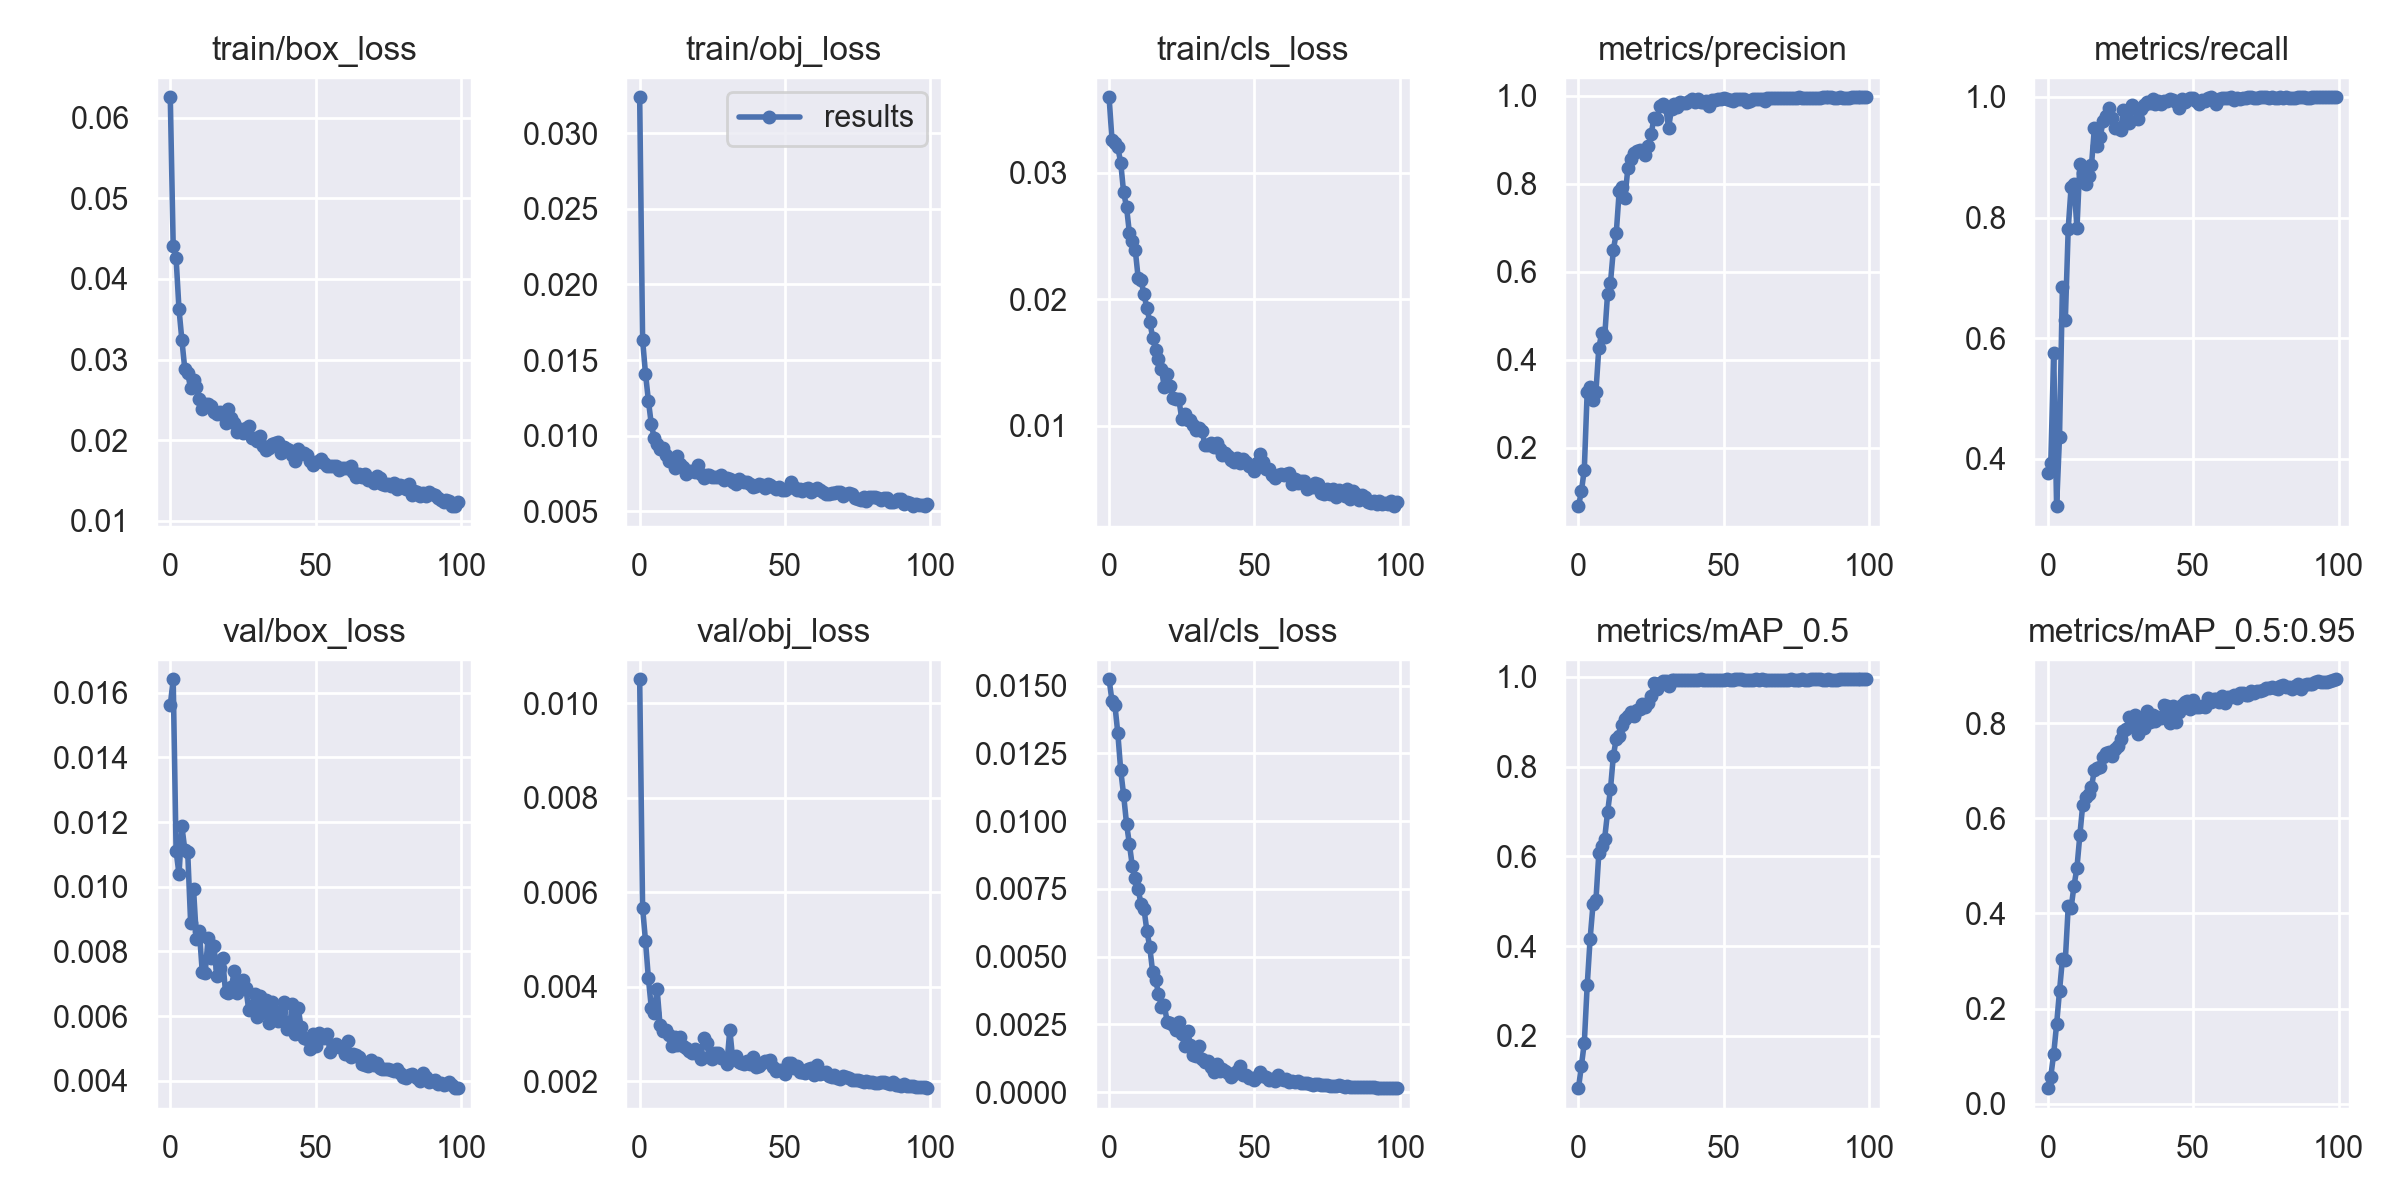 train/box_loss
0.06
0.05
0.04
0.03
0.02
0.01
0 50 100
train/obj_loss
results
0.030
0.025
0.020
0.015
0.010
0.005
0 50 100
train/cls_loss
0.03
0.02
0.01
0 50 100
metrics/precision
1.0
0.8
0.6
0.4
0.2
0 50 100
metrics/recall
1.0
0.8
0.6
0.4
0 50 100
val/box_loss
0.016
0.014
0.012
0.010
0.008
0.006
0.004
0 50 100
val/obj_loss
0.010
0.008
0.006
0.004
0.002
0 50 100
val/cls_loss
0.0150
0.0125
0.0100
0.0075
0.0050
0.0025
0.0000
0 50 100
metrics/mAP_0.5
1.0
0.8
0.6
0.4
0.2
0 50 100
metrics/mAP_0.5:0.95
0.8
0.6
0.4
0.2
0.0
0 50 100